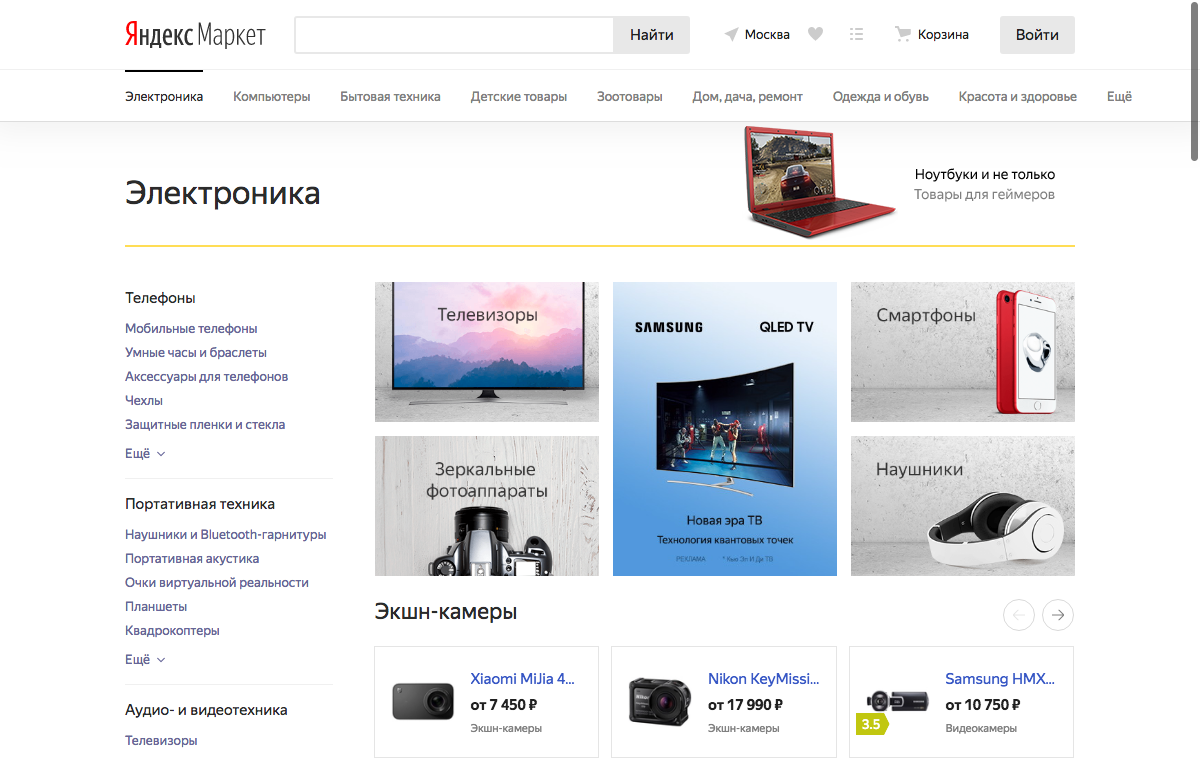 Яндекс Маркет
Найти
Москва
Корзина
Войти
Электроника
Компьютеры
Бытовая техника
Детские товары
Зоотовары
Дом, дача, ремонт
Одежда и обувь
Красота и здоровье
Ещё
Электроника
Ноутбуки и не только
Товары для геймеров
Телефоны
Мобильные телефоны
Умные часы и браслеты
Аксессуары для телефонов
Чехлы
Защитные пленки и стекла
Ещё
Портативная техника
Наушники и Bluetooth-гарнитуры
Портативная акустика
Очки виртуальной реальности
Планшеты
Квадрокоптеры
Ещё
Аудио- и видеотехника
Телевизоры
Телевизоры
Зеркальные
фотоаппараты
SAMSUNG
QLED TV
Новая эра ТВ
Технология квантовых точек
РЕКЛАМА
* Кью Эл И Ди ТВ
Смартфоны
Наушники
Экшн-камеры
Xiaomi MiJia 4...
от 7 450 ₽
Экшн-камеры
Nikon
Nikon KeyMissi...
от 17 990 ₽
Экшн-камеры
3.5
Samsung HMX...
от 10 750 ₽
Видеокамеры